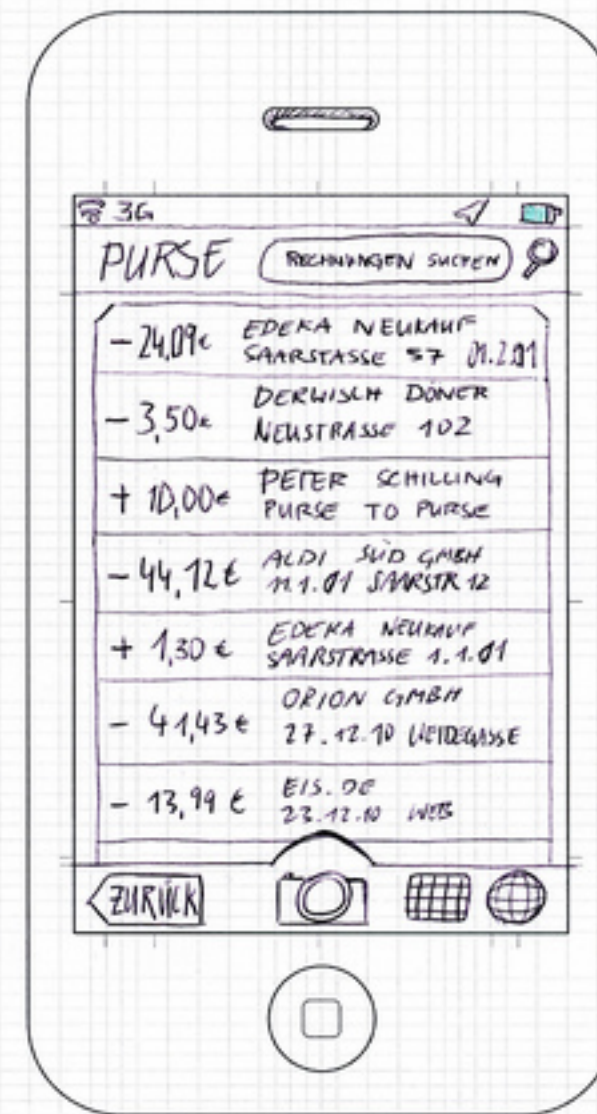 3G
PURSE RECHNUNGEN SUCHEN
- 24,09€ EDEKA NEUKAUF
SAARSTASSE 57 01.2.01
- 3,50€ DERWISCH DÖNER
NEUSTRASSE 102
+ 10,00€ PETER SCHILLING
PURSE TO PURSE
- 44,12€ ALDI SÜD GMBH
11.1.01 SAARSTR 12
+ 1,30€ EDEKA NEUKAUF
SAARSTRASSE 1.1.01
- 41,43€ ORION GMBH
27.12.10 WEIDEGASSE
- 13,99€ EIS.DE
23.12.10 WEB
ZURÜCK